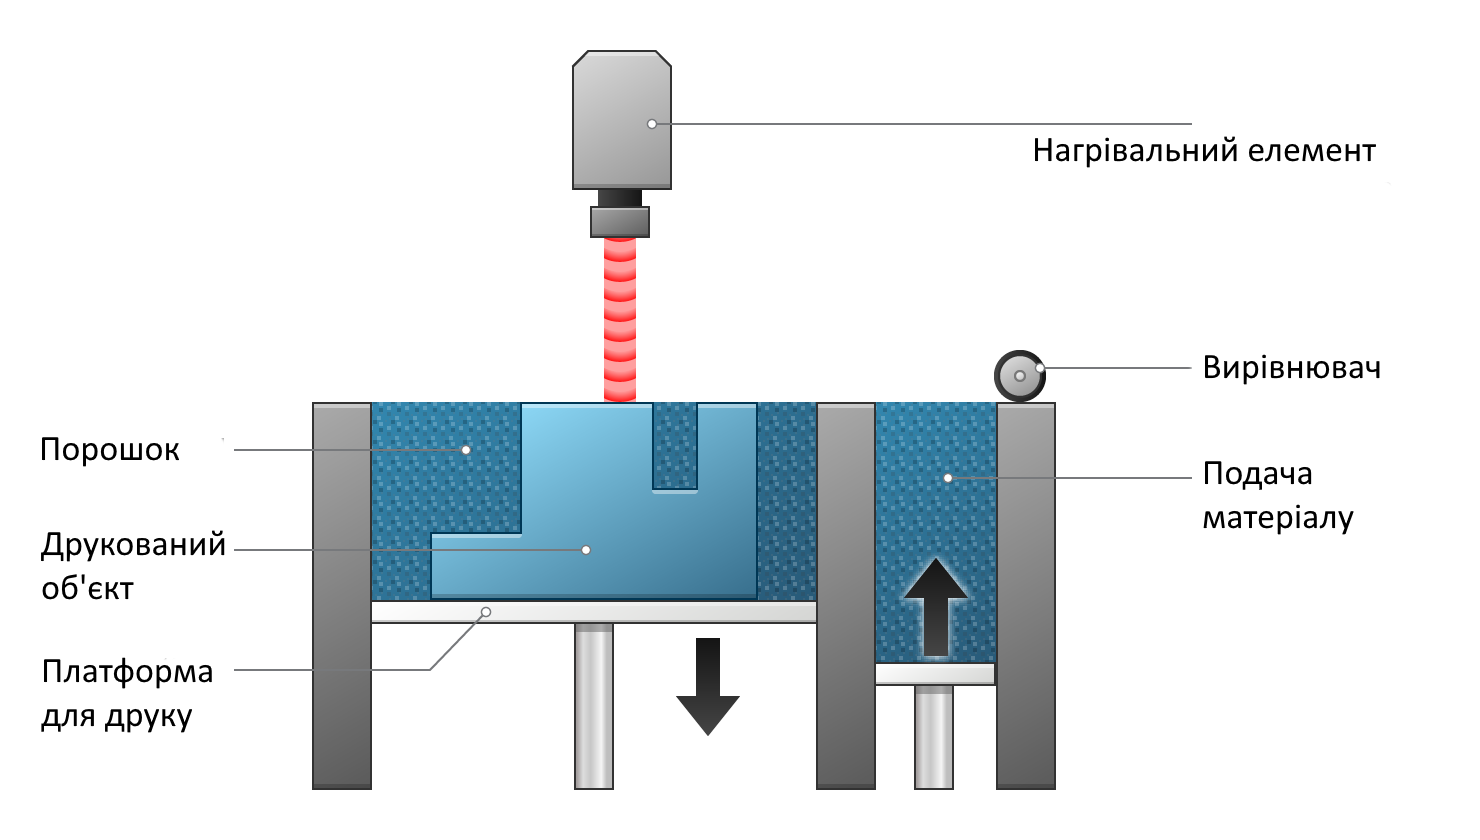 Нагрівальний елемент
Вирівнювач
Порошок
Подача
матеріалу
Друкований
об'єкт
Платформа
для друку